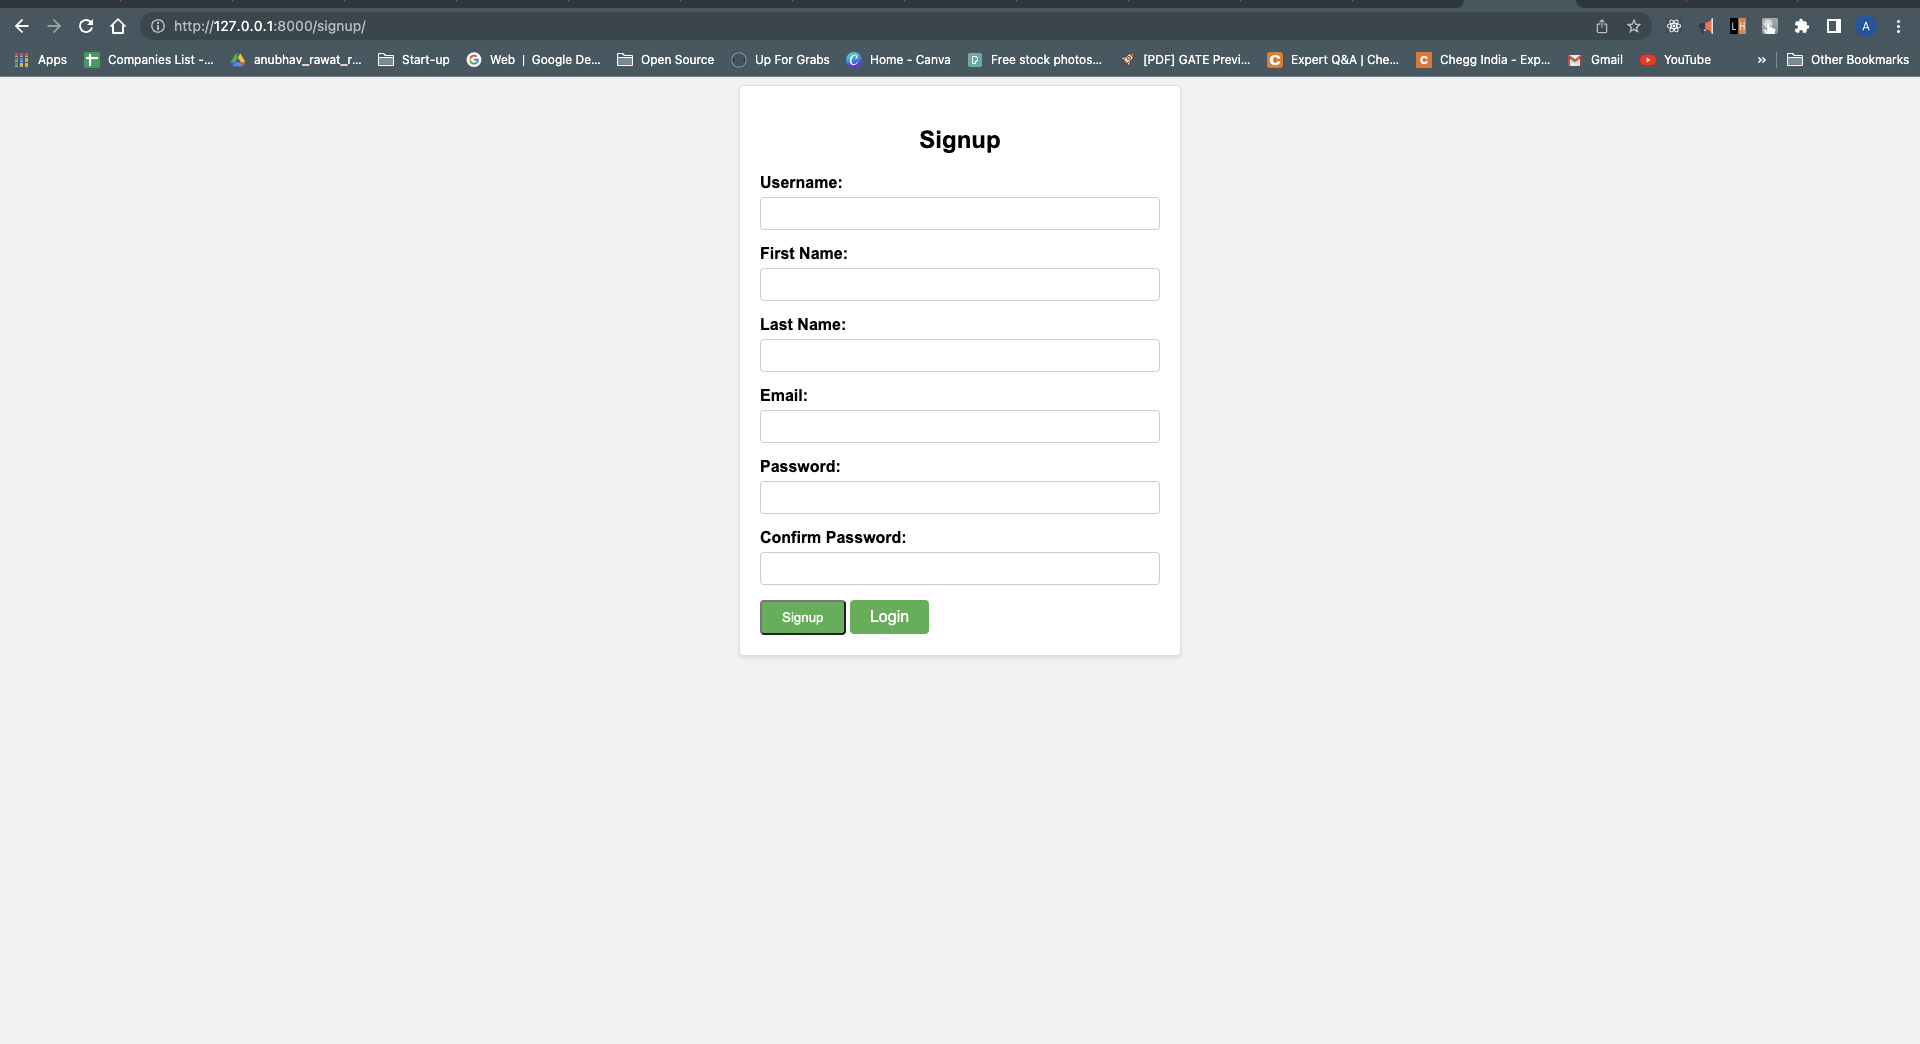 http://127.0.0.1:8000/signup/
A
Apps Companies List -... anubhav_rawat_r... Start-up Web | Google De... Open Source Up For Grabs Home - Canva Free stock photos... [PDF] GATE Previ... Expert Q&A | Che... Chegg India - Exp... Gmail YouTube » Other Bookmarks
Signup
Username:
First Name:
Last Name:
Email:
Password:
Confirm Password:
Signup Login